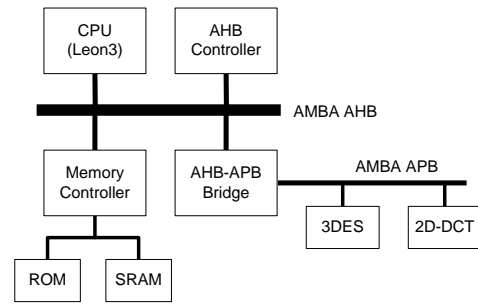 CPU
(Leon3)
AHB
Controller
AMBA AHB
Memory
Controller
AHB-APB
Bridge
AMBA APB
3DES
2D-DCT
ROM
SRAM